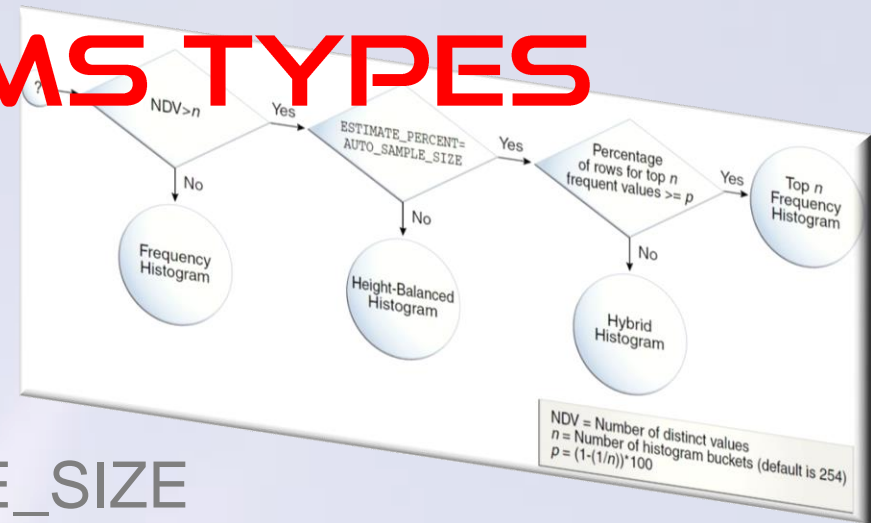 MS TYPES
?
NDV>n
Yes
No
Frequency
Histogram
ESTIMATE_PERCENT=
AUTO_SAMPLE_SIZE
Yes
No
Height-Balanced
Histogram
Percentage
of rows for top n
frequent values >= p
Yes
No
Hybrid
Histogram
Top n
Frequency
Histogram
NDV = Number of distinct values
n = Number of histogram buckets (default is 254)
p = (1-(1/n))*100
E_SIZE